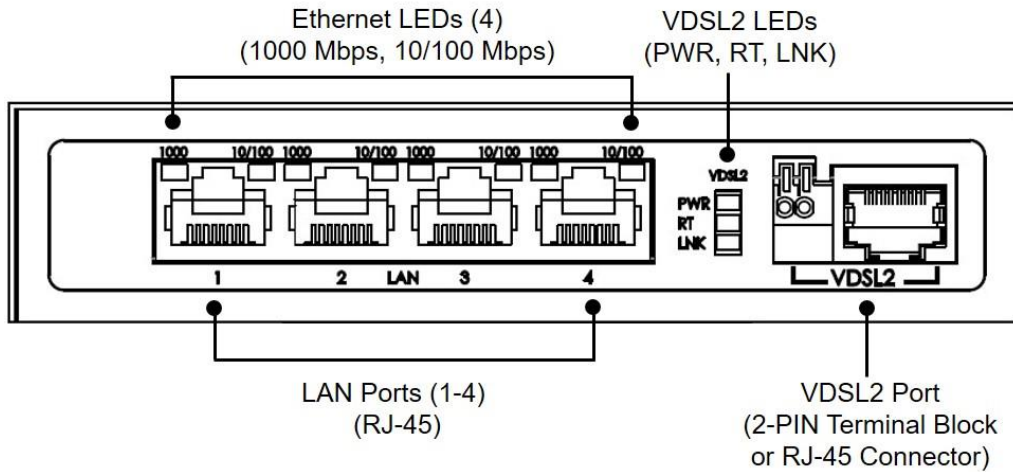 Ethernet LEDs (4)
(1000 Mbps, 10/100 Mbps)
VDSL2 LEDs
(PWR, RT, LNK)
1000 10/100 1000 10/100 1000 10/100 1000 10/100
VDSL2
PWR
RT
LNK
1 2 LAN 3 4
VDSL2
LAN Ports (1-4)
(RJ-45)
VDSL2 Port
(2-PIN Terminal Block
or RJ-45 Connector)